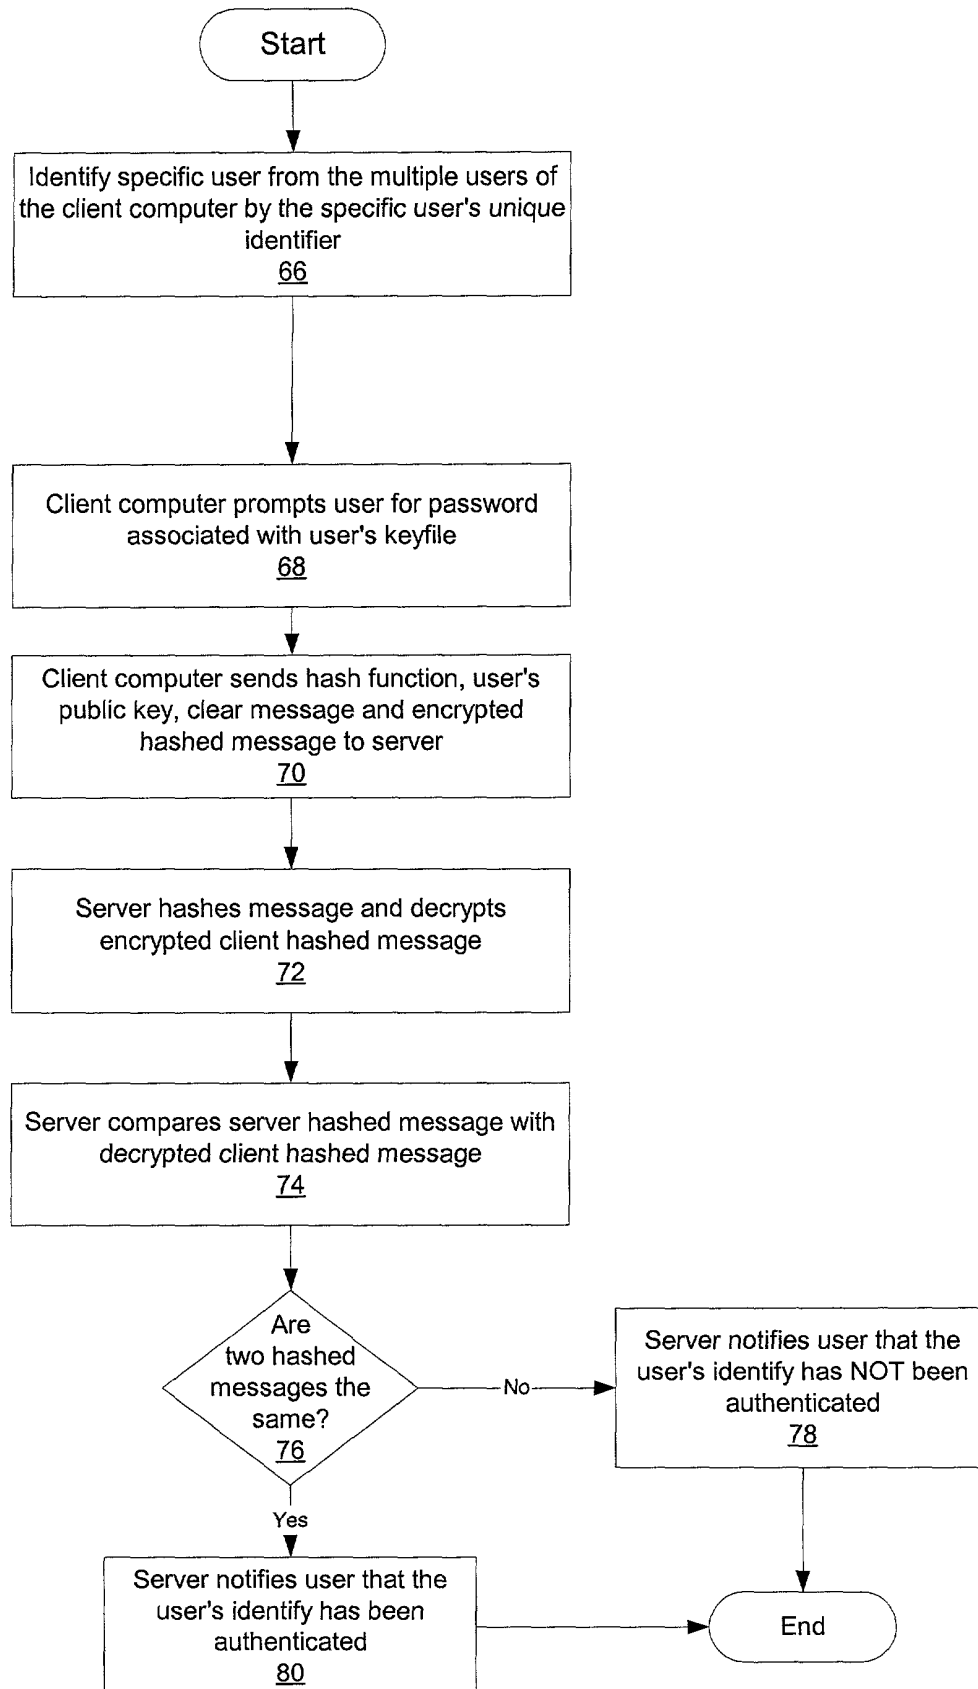 Start
Identify specific user from the multiple users of
the client computer by the specific user's unique
identifier
66
Client computer prompts user for password
associated with user's keyfile
68
Client computer sends hash function, user's
public key, clear message and encrypted
hashed message to server
70
Server hashes message and decrypts
encrypted client hashed message
72
Server compares server hashed message with
decrypted client hashed message
74
Are
two hashed
messages the
same?
76
No
Server notifies user that the
user's identify has NOT been
authenticated
78
Yes
Server notifies user that the
user's identify has been
authenticated
80
End